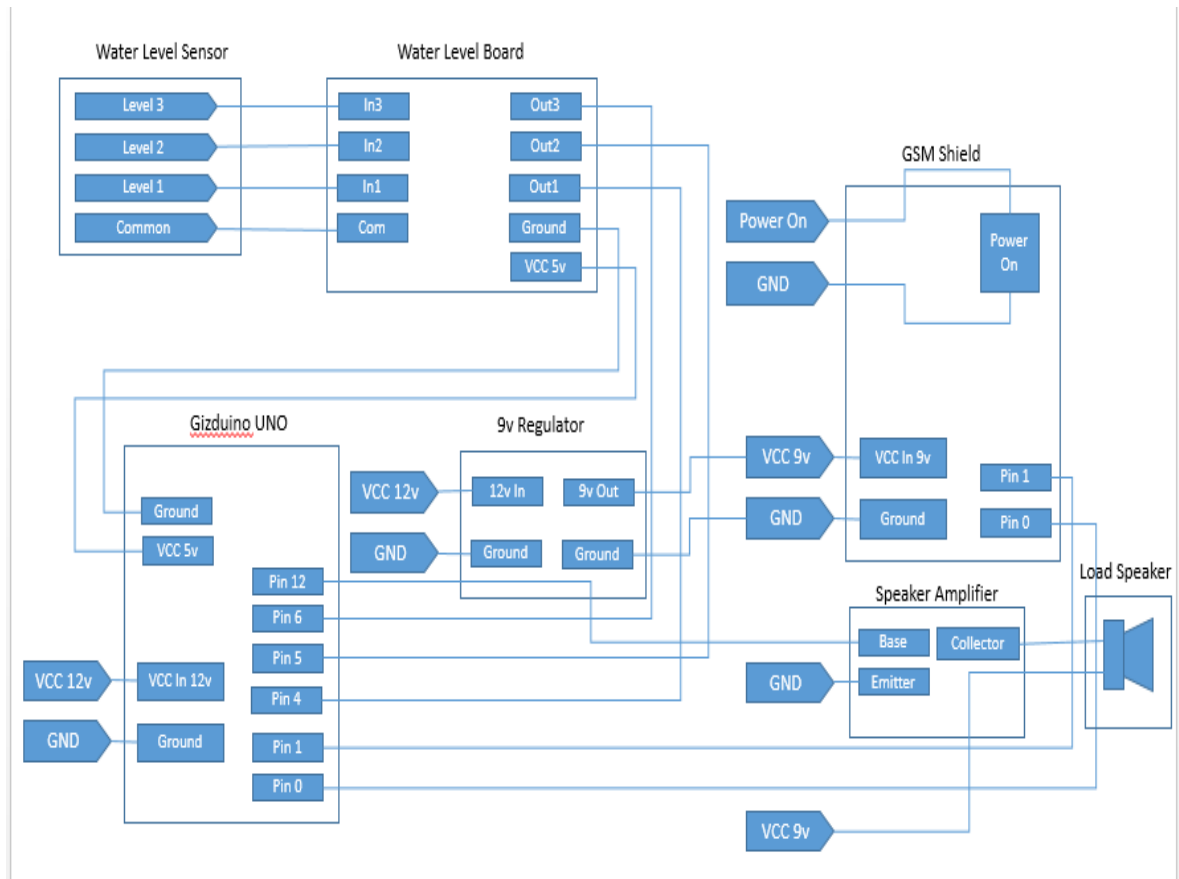 Water Level Sensor
Level 3
Level 2
Level 1
Common
Water Level Board
In3
In2
In1
Com
Out3
Out2
Out1
Ground
VCC 5v
GSM Shield
Power On
GND
Power
On
VCC 9v
GND
VCC In 9v
Ground
Pin 1
Pin 0
Gizduino UNO
Ground
VCC 5v
Pin 12
Pin 6
Pin 5
Pin 4
Pin 1
Pin 0
VCC 12v
GND
VCC In 12v
Ground
9v Regulator
VCC 12v
GND
12v In
Ground
9v Out
Ground
Speaker Amplifier
Base
Collector
Emitter
GND
Load Speaker
VCC 9v